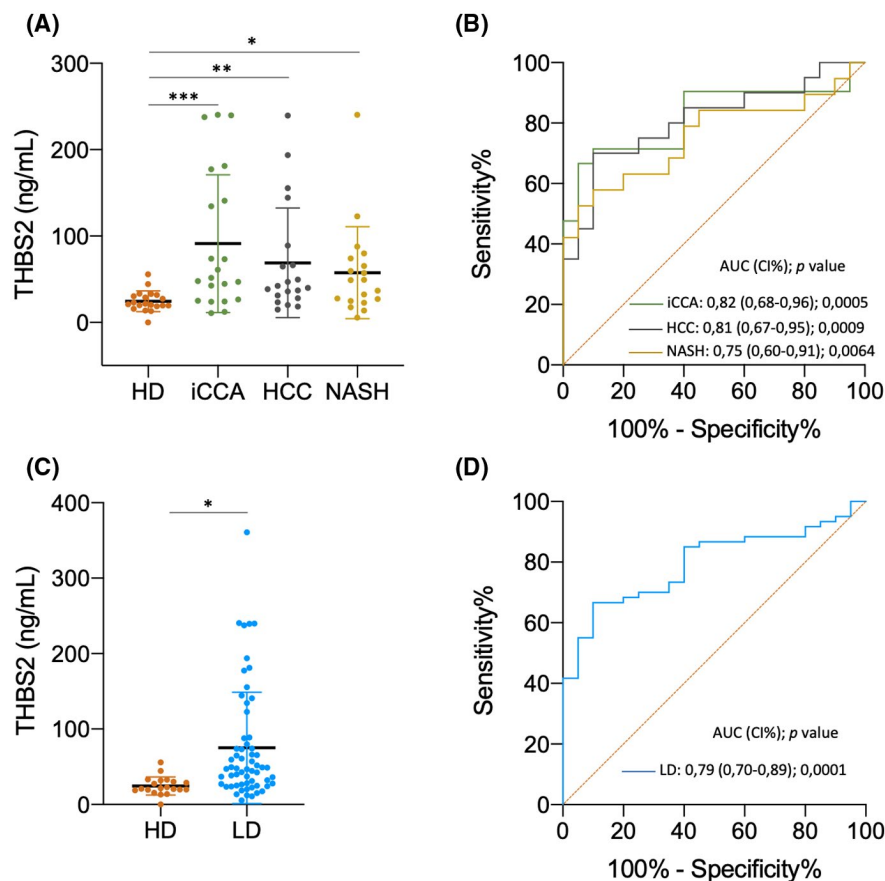 (A)
THBS2 (ng/mL)
300
200
100
0
*
**
***
HD iCCA HCC NASH
(B)
Sensitivity%
100
80
60
40
20
0
AUC (CI%); p value
iCCA: 0,82 (0,68-0,96); 0,0005
HCC: 0,81 (0,67-0,95); 0,0009
NASH: 0,75 (0,60-0,91); 0,0064
0 20 40 60 80 100
100% - Specificity%
(C)
THBS2 (ng/mL)
400
300
200
100
0
*
HD LD
(D)
Sensitivity%
100
80
60
40
20
0
AUC (CI%); p value
LD: 0,79 (0,70-0,89); 0,0001
0 20 40 60 80 100
100% - Specificity%